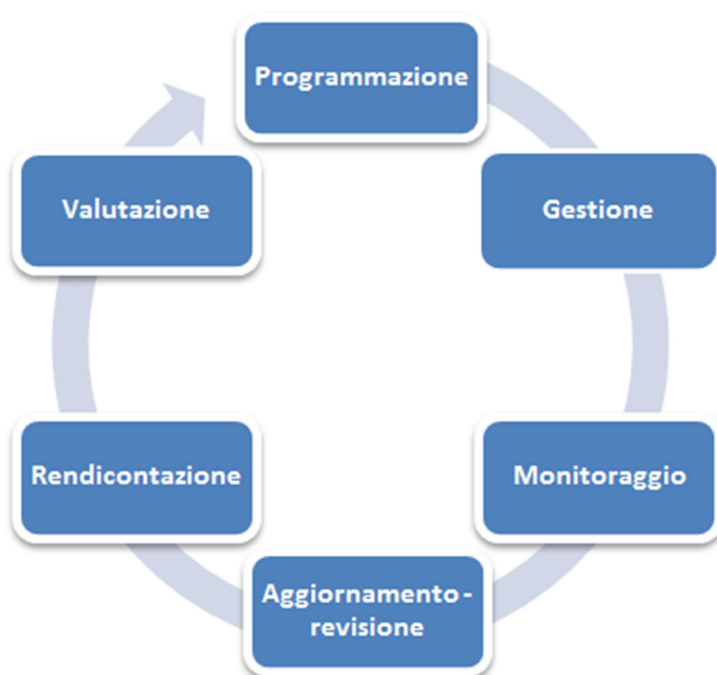 Programmazione
Gestione
Monitoraggio
Aggiornamento -
revisione
Rendicontazione
Valutazione